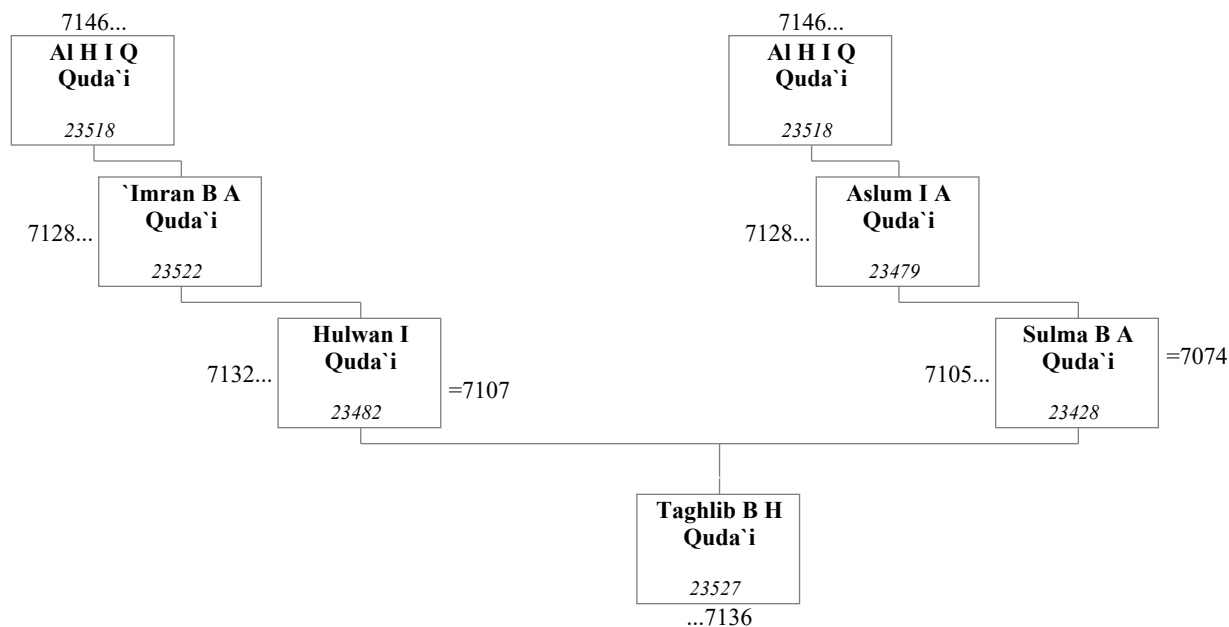 7146...
Al H I Q
Quda`i
23518
7146...
Al H I Q
Quda`i
23518
`Imran B A
Quda`i
7128...
23522
Aslum I A
Quda`i
7128...
23479
Hulwan I
Quda`i
7132...
=7107
23482
Sulma B A
Quda`i
=7074
7105...
23428
Taghlib B H
Quda`i
23527
...7136